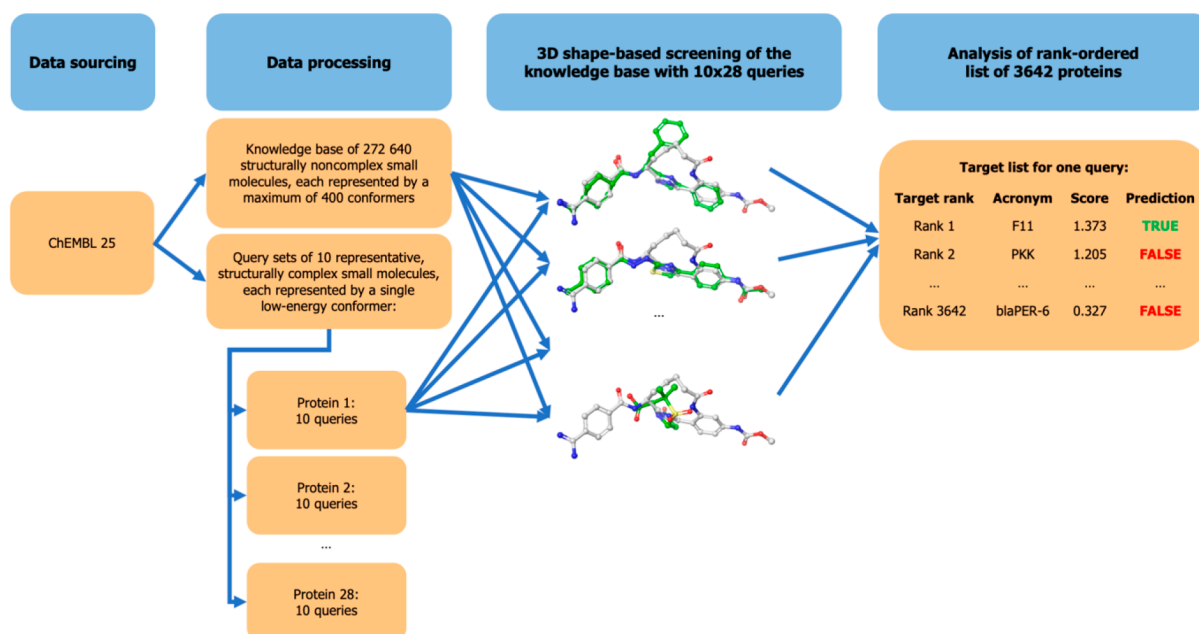 Data sourcing
Data processing
3D shape-based screening of the
knowledge base with 10x28 queries
Analysis of rank-ordered
list of 3642 proteins
ChEMBL 25
Knowledge base of 272 640
structurally noncomplex small
molecules, each represented by a
maximum of 400 conformers
Query sets of 10 representative,
structurally complex small molecules,
each represented by a single
low-energy conformer:
Protein 1:
10 queries
Protein 2:
10 queries
...
Protein 28:
10 queries
...
Target list for one query:
Target rank Acronym Score Prediction
Rank 1 F11 1.373 TRUE
Rank 2 PKK 1.205 FALSE
... ... ... ...
Rank 3642 blaPER-6 0.327 FALSE